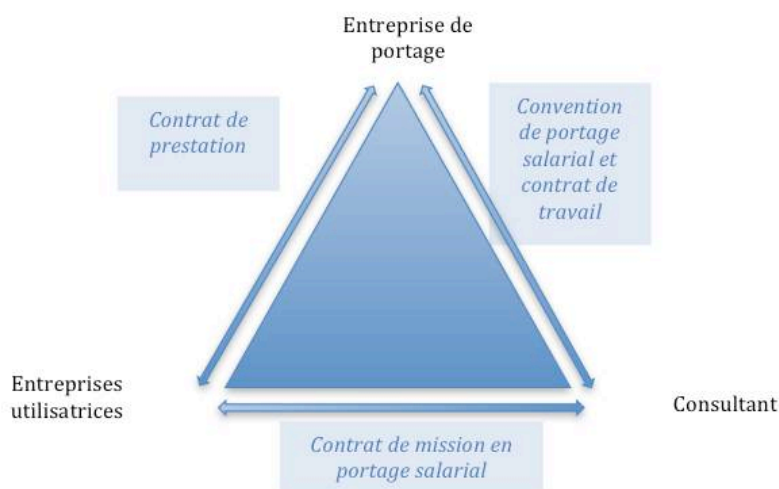 Entreprise de
portage
Contrat de
prestation
Convention
de portage
salarial et
contrat de
travail
Entreprises
utilisatrices
Consultant
Contrat de mission en
portage salarial